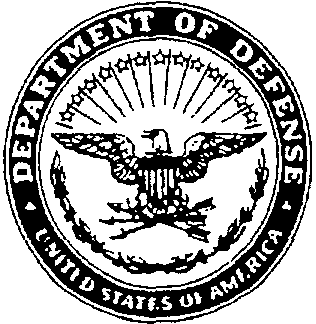 DEPARTMENT OF DEFENSE
UNITED STATES OF AMERICA